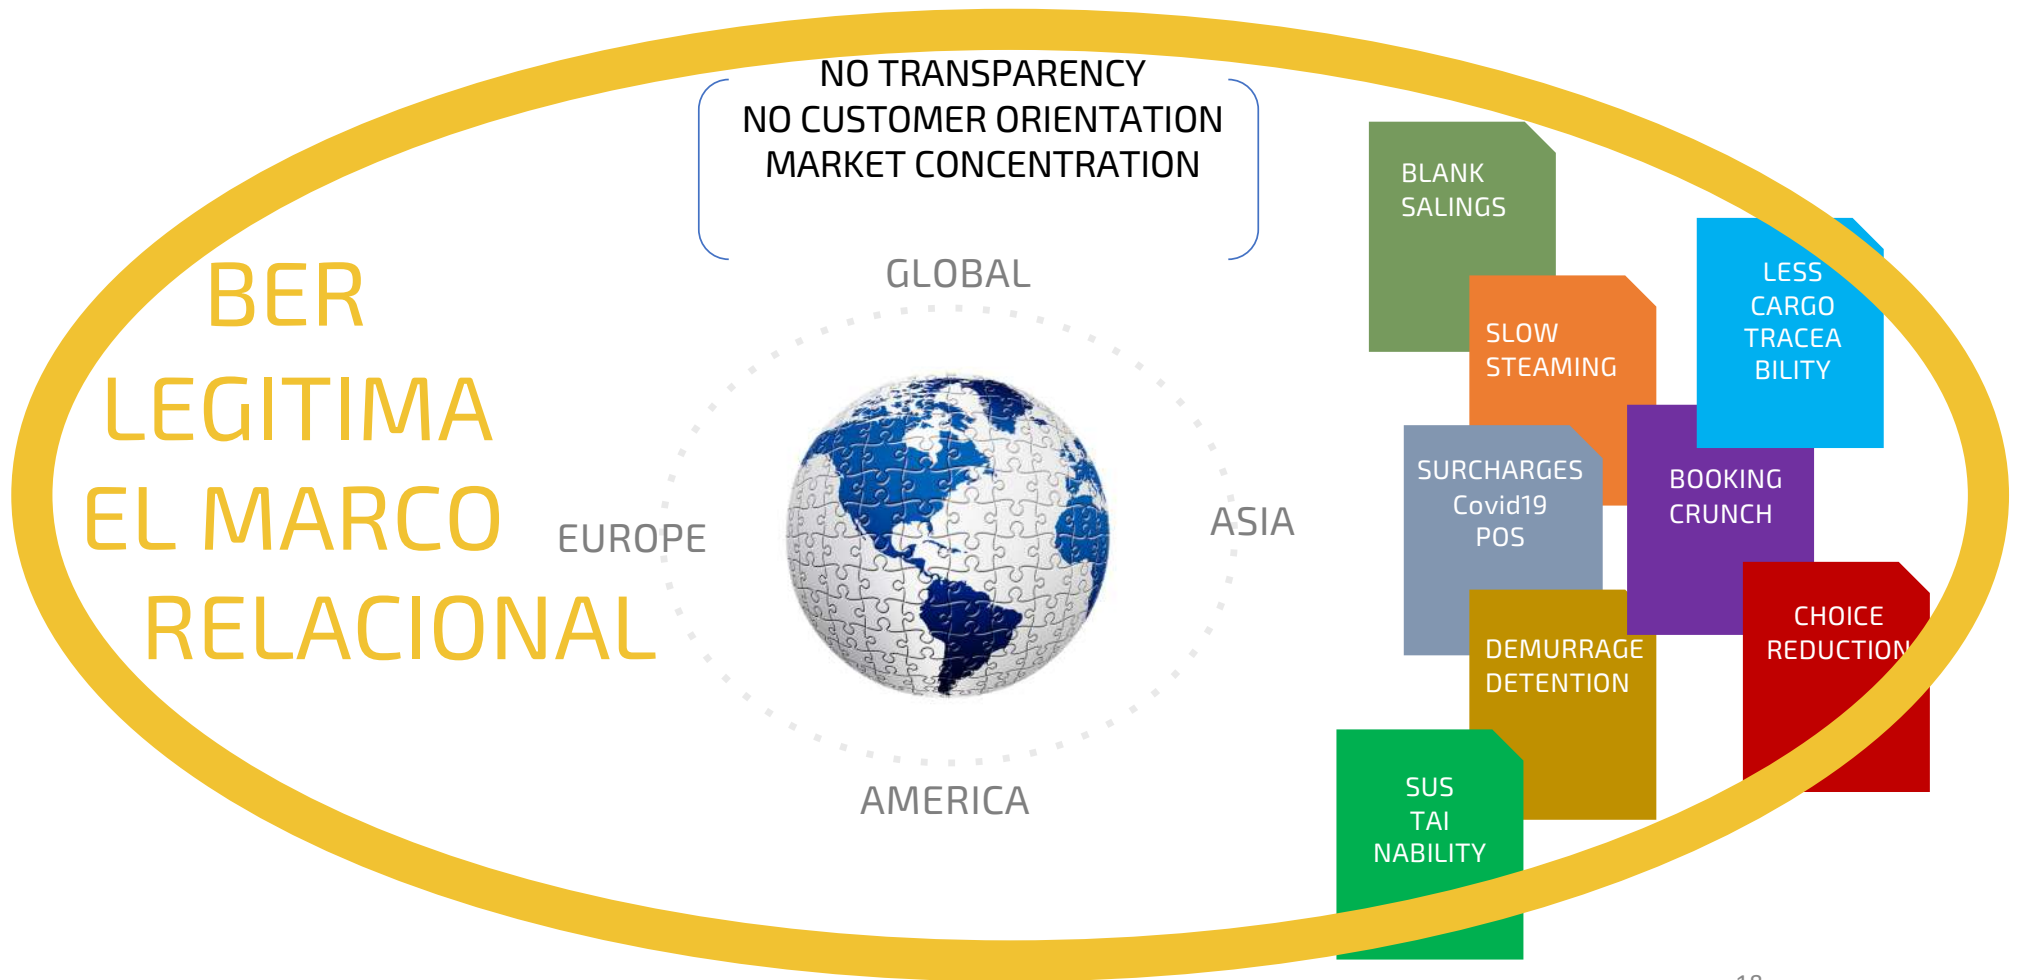 NO TRANSPARENCY
NO CUSTOMER ORIENTATION
MARKET CONCENTRATION
BER
LEGITIMA
EL MARCO
RELACIONAL
GLOBAL
EUROPE
ASIA
AMERICA
BLANK
SALINGS
SLOW
STEAMING
LESS
CARGO
TRACEA
BILITY
SURCHARGES
Covid19
POS
BOOKING
CRUNCH
DEMURRAGE
DETENTION
CHOICE
REDUCTION
SUS
TAI
NABILITY